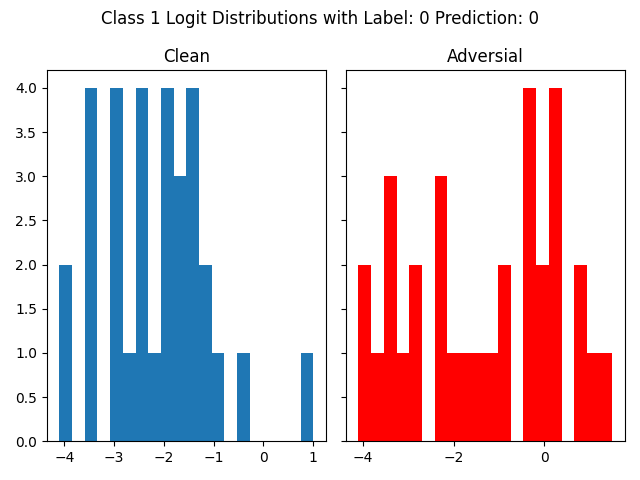 Class 1 Logit Distributions with Label: 0 Prediction: 0
Clean
Adversial
4.0
3.5
3.0
2.5
2.0
1.5
1.0
0.5
0.0
−4 −3 −2 −1 0 1
−4 −2 0